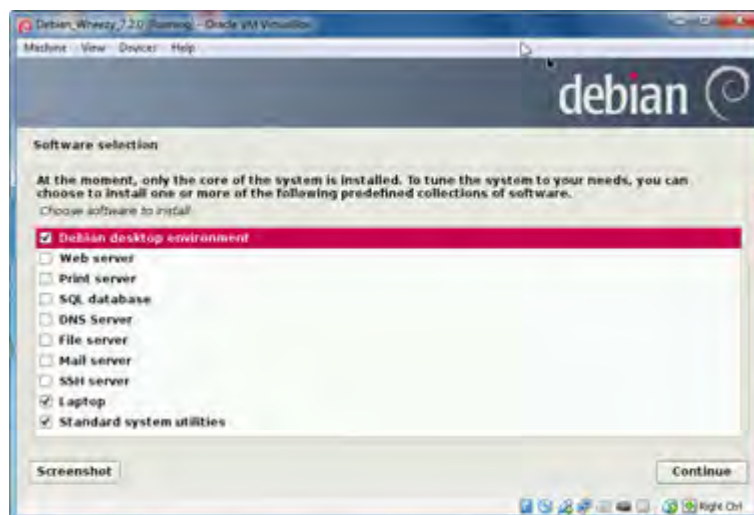 Debian_Wheezy_7.2.0 [Running] - Oracle VM VirtualBox
Machine View Devices Help
debian
Software selection
At the moment, only the core of the system is installed. To tune the system to your needs, you can
choose to install one or more of the following predefined collections of software.
Choose software to install:
Debian desktop environment
Web server
Print server
SQL database
DNS Server
File server
Mail server
SSH server
Laptop
Standard system utilities
Screenshot
Continue
Right Ctrl